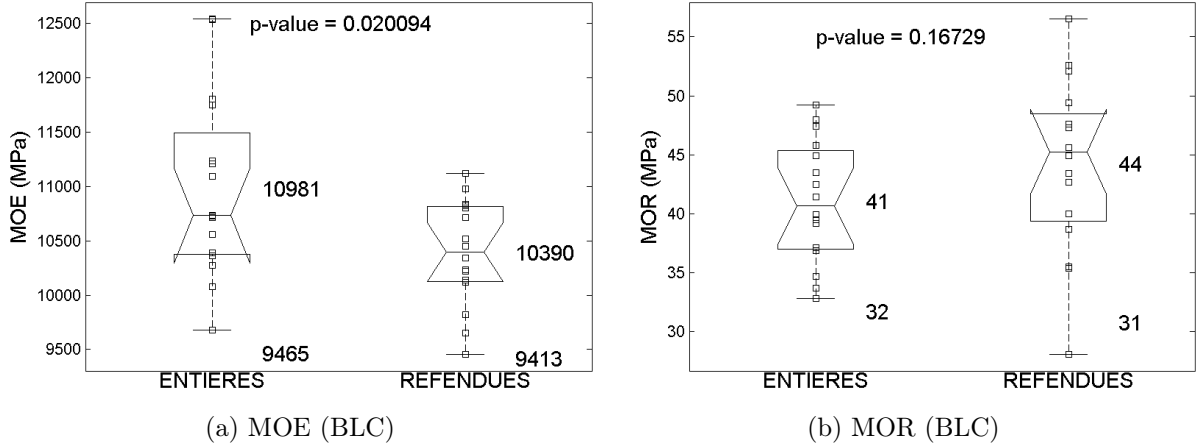 12500
12000
11500
11000
10500
10000
9500
MOE (MPa)
p-value = 0.020094
10981
9465
10390
9413
ENTIERES
REFENDUES
(a) MOE (BLC)
55
50
45
40
35
30
MOR (MPa)
p-value = 0.16729
41
32
44
31
ENTIERES
REFENDUES
(b) MOR (BLC)